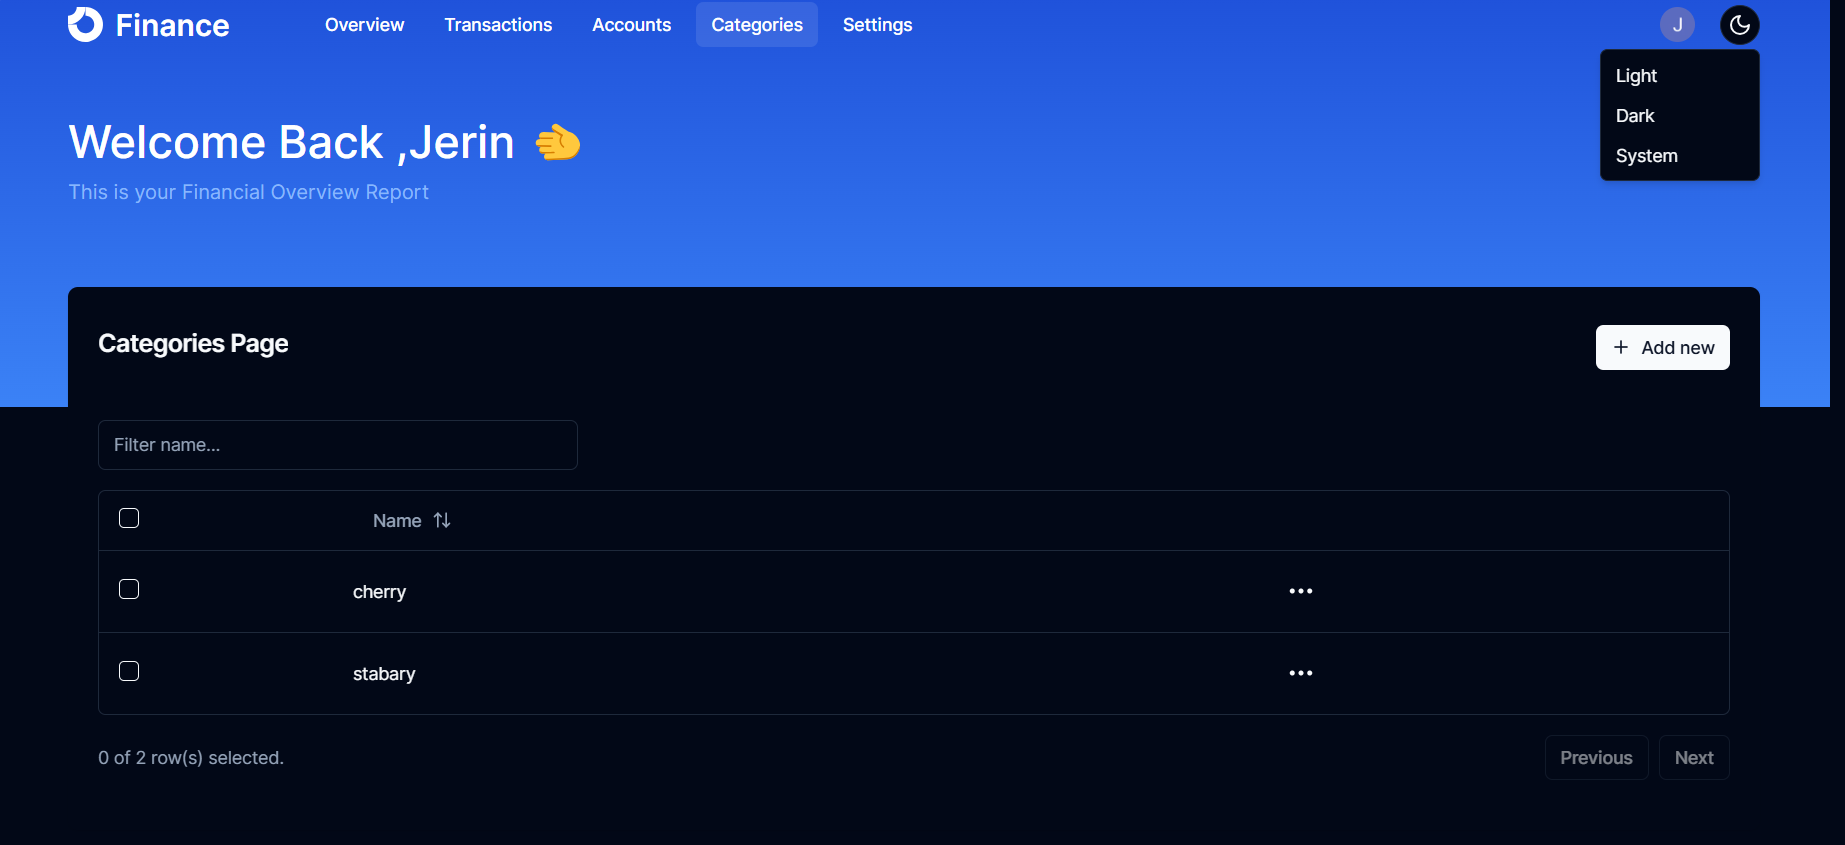 Finance Overview Transactions Accounts Categories Settings J
Light
Dark
System
Welcome Back ,Jerin
This is your Financial Overview Report
Categories Page
Add new
Filter name...
Name
cherry
stabary
0 of 2 row(s) selected.
Previous Next